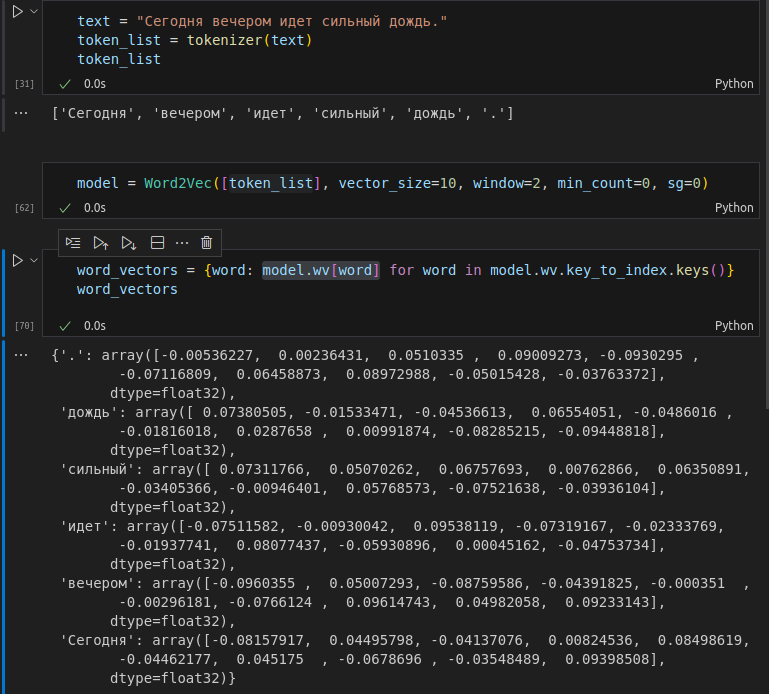 text = "Сегодня вечером идет сильный дождь."
token_list = tokenizer(text)
token_list
[31]
0.0s
Python
['Сегодня', 'вечером', 'идет', 'сильный', 'дождь', '.']
model = Word2Vec([token_list], vector_size=10, window=2, min_count=0, sg=0)
[62]
0.0s
Python
word_vectors = {word: model.wv[word] for word in model.wv.key_to_index.keys()}
word_vectors
[70]
0.0s
Python
{'.': array([-0.00536227,  0.00236431,  0.0510335 ,  0.09009273, -0.0930295 ,
        -0.07116809,  0.06458873,  0.08972988, -0.05015428, -0.03763372],
       dtype=float32),
 'дождь': array([ 0.07380505, -0.01533471, -0.04536613,  0.06554051, -0.0486016 ,
        -0.01816018,  0.0287658 ,  0.00991874, -0.08285215, -0.09448818],
       dtype=float32),
 'сильный': array([ 0.07311766,  0.05070262,  0.06757693,  0.00762866,  0.06350891,
        -0.03405366, -0.00946401,  0.05768573, -0.07521638, -0.03936104],
       dtype=float32),
 'идет': array([-0.07511582, -0.00930042,  0.09538119, -0.07319167, -0.02333769,
        -0.01937741,  0.08077437, -0.05930896,  0.00045162, -0.04753734],
       dtype=float32),
 'вечером': array([-0.0960355 ,  0.05007293, -0.08759586, -0.04391825, -0.000351  ,
        -0.00296181, -0.0766124 ,  0.09614743,  0.04982058,  0.09233143],
       dtype=float32),
 'Сегодня': array([-0.08157917,  0.04495798, -0.04137076,  0.00824536,  0.08498619,
        -0.04462177,  0.045175  , -0.0678696 , -0.03548489,  0.09398508],
       dtype=float32)}